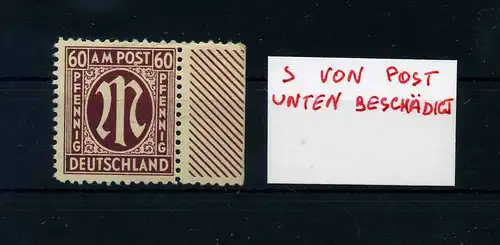 60 AM POST 60
PFENNIG M PFENNIG
DEUTSCHLAND
S VON POST
UNTEN BESCHÄDIGT